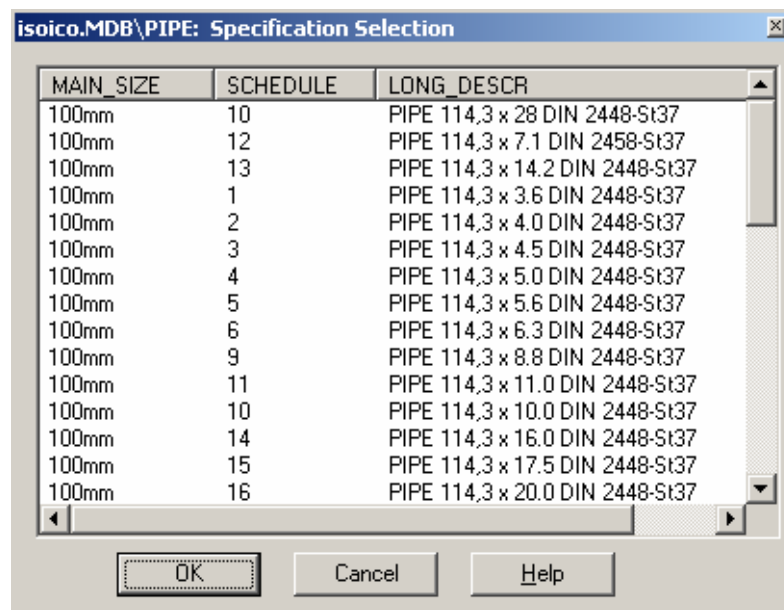 isoico.MDB\PIPE: Specification Selection
MAIN_SIZE SCHEDULE LONG_DESCR
100mm 10 PIPE 114,3 x 28 DIN 2448-St37
100mm 12 PIPE 114,3 x 7.1 DIN 2458-St37
100mm 13 PIPE 114,3 x 14.2 DIN 2448-St37
100mm 1 PIPE 114,3 x 3.6 DIN 2448-St37
100mm 2 PIPE 114,3 x 4.0 DIN 2448-St37
100mm 3 PIPE 114,3 x 4.5 DIN 2448-St37
100mm 4 PIPE 114,3 x 5.0 DIN 2448-St37
100mm 5 PIPE 114,3 x 5.6 DIN 2448-St37
100mm 6 PIPE 114,3 x 6.3 DIN 2448-St37
100mm 9 PIPE 114,3 x 8.8 DIN 2448-St37
100mm 11 PIPE 114,3 x 11.0 DIN 2448-St37
100mm 10 PIPE 114,3 x 10.0 DIN 2448-St37
100mm 14 PIPE 114,3 x 16.0 DIN 2448-St37
100mm 15 PIPE 114,3 x 17.5 DIN 2448-St37
100mm 16 PIPE 114,3 x 20.0 DIN 2448-St37
OK Cancel Help